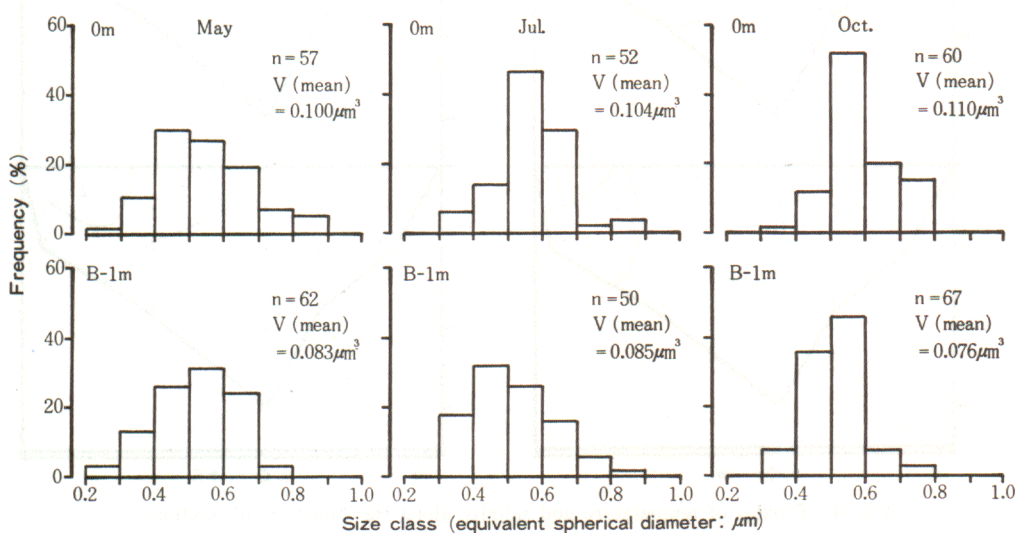 60
40
20
0
0m
May
n=57
V (mean)
=0.100μm³
0m
Jul.
n=52
V (mean)
=0.104μm³
0m
Oct.
n=60
V (mean)
=0.110μm³
Frequency (%)
60
40
20
0
B-1m
n=62
V (mean)
=0.083μm³
B-1m
n=50
V (mean)
=0.085μm³
B-1m
n=67
V (mean)
=0.076μm³
0.2 0.4 0.6 0.8 1.0
0.2 0.4 0.6 0.8 1.0
0.2 0.4 0.6 0.8 1.0
Size class (equivalent spherical diameter: μm)